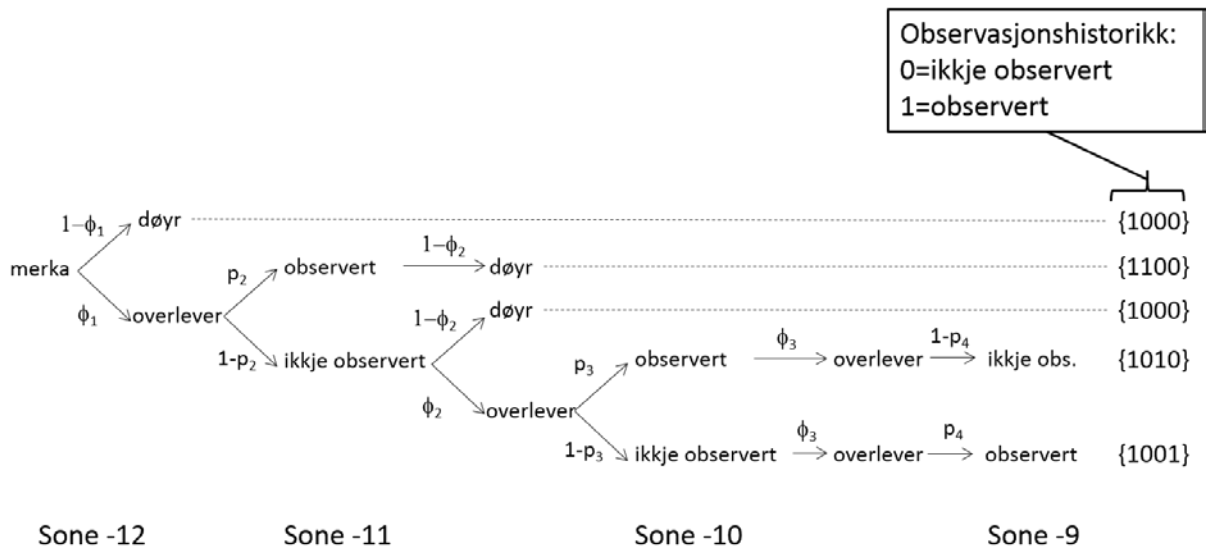 Observasjonshistorikk:
0=ikkje observert
1=observert
1−ϕ₁
døyr
{1000}
merka
p₂
observert
1−ϕ₂
døyr
{1100}
ϕ₁
overlever
1−ϕ₂
døyr
{1000}
1-p₂
ikkje observert
p₃
observert
ϕ₃
overlever
1-p₄
ikkje obs.
{1010}
ϕ₂
overlever
1-p₃
ikkje observert
ϕ₃
overlever
p₄
observert
{1001}
Sone -12
Sone -11
Sone -10
Sone -9